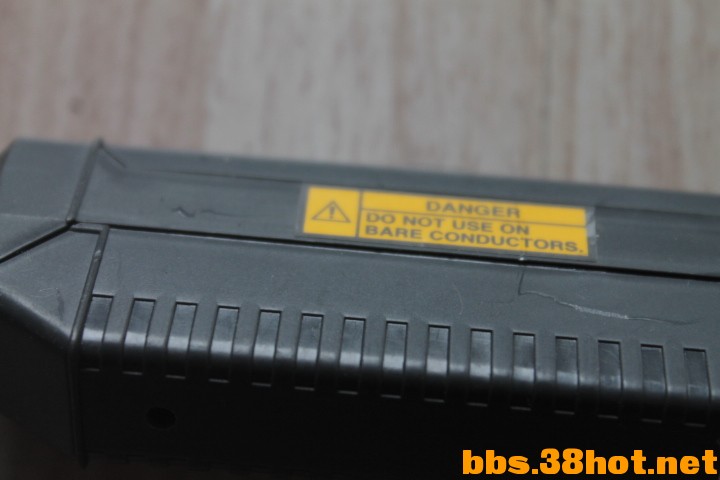 DANGER
DO NOT USE ON
BARE CONDUCTORS.
bbs.38hot.net